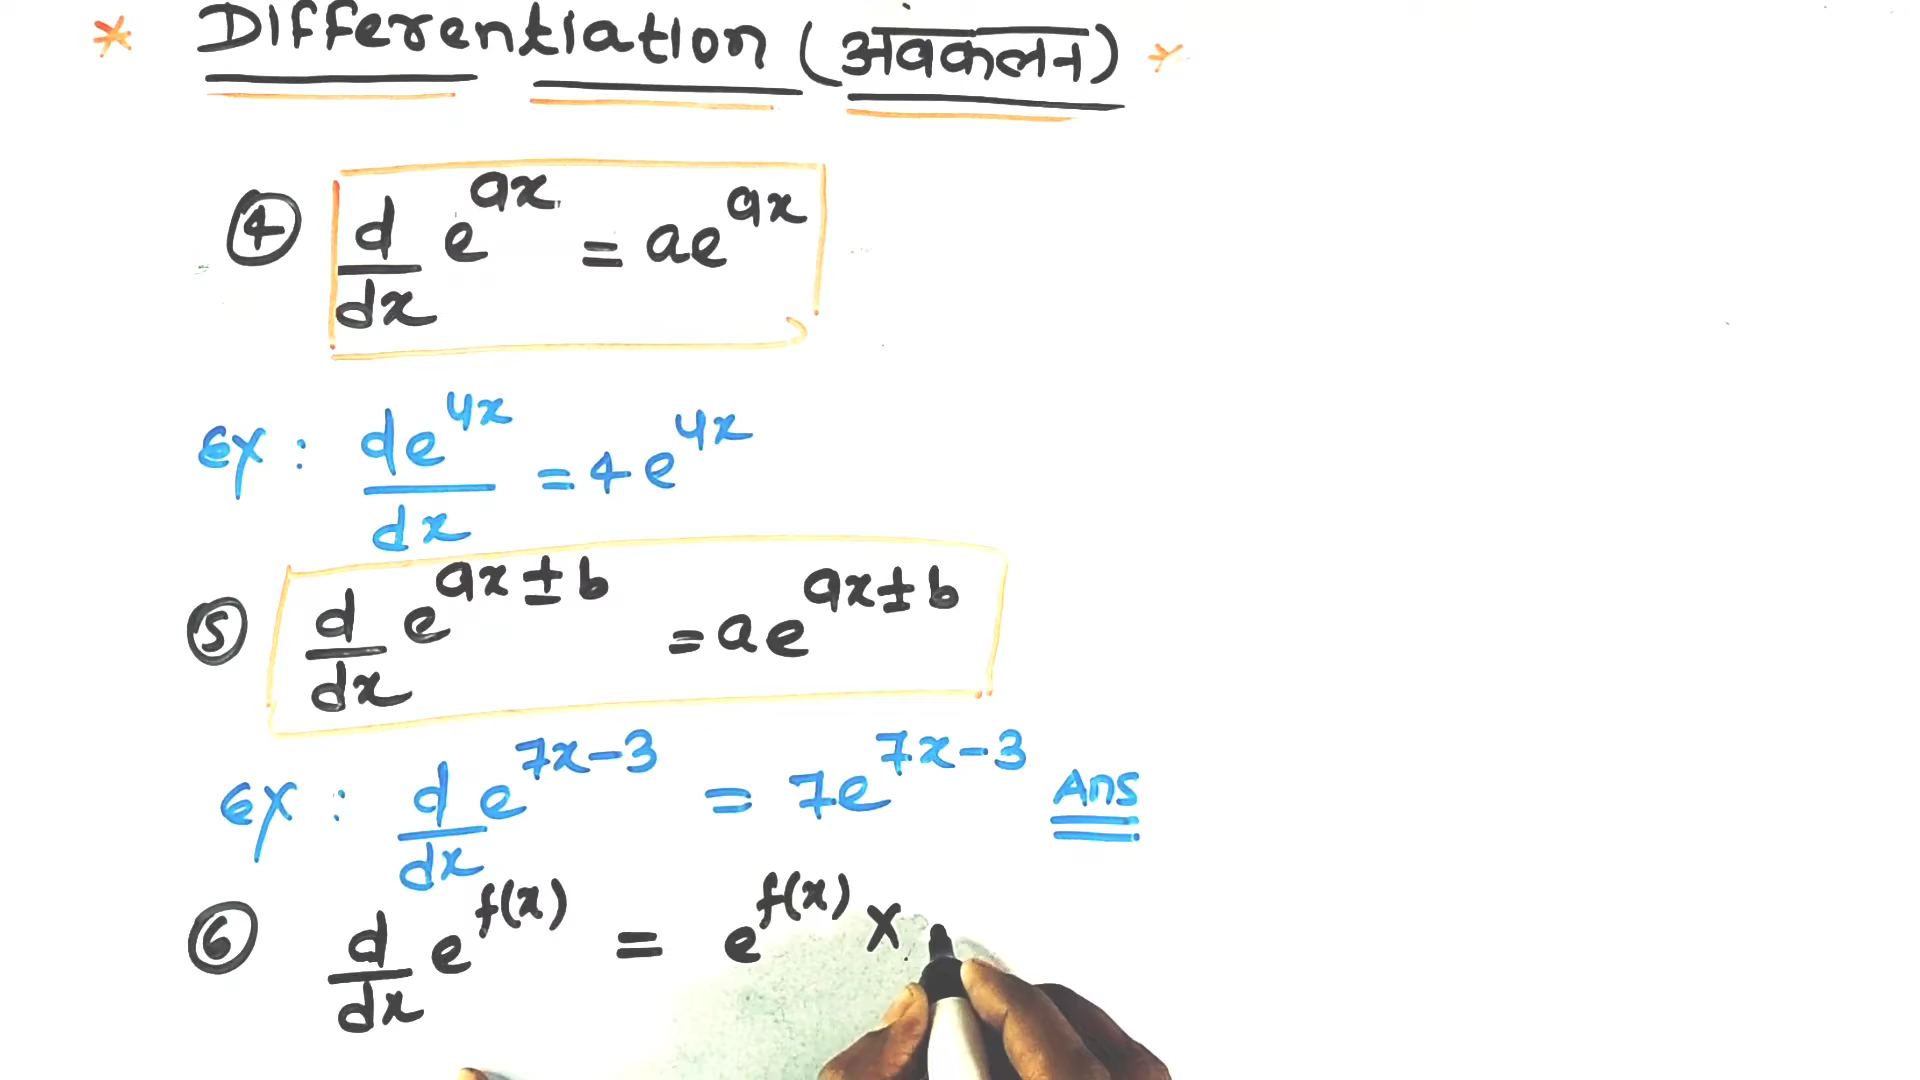 * Differentiation (अवकलन) *
④ d/dx e^ax = ae^ax
ex : de^4x/dx = 4e^4x
⑤ d/dx e^ax±b = ae^ax±b
ex : d/dx e^7x-3 = 7e^7x-3 Ans
⑥ d/dx e^f(x) = e^f(x) ×